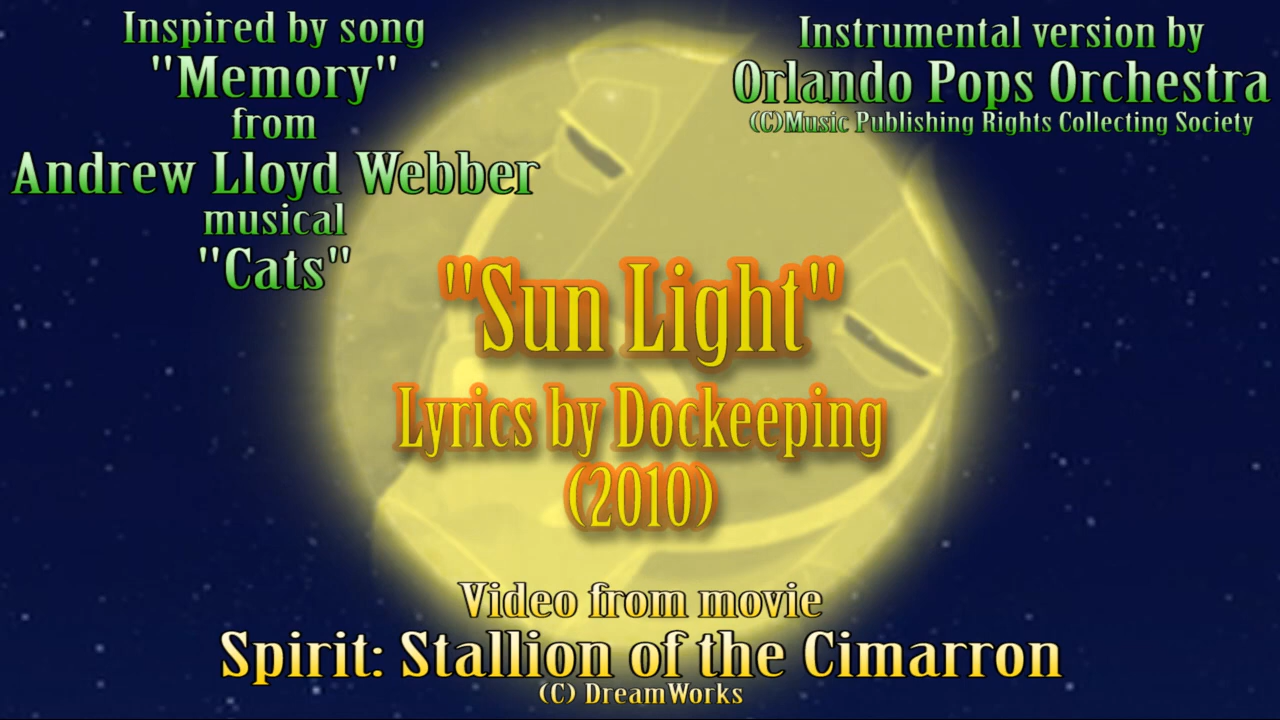 Inspired by song
"Memory"
from
Andrew Lloyd Webber
musical
"Cats"
Instrumental version by
Orlando Pops Orchestra
(C)Music Publishing Rights Collecting Society
"Sun Light"
Lyrics by Dockeeping
(2010)
Video from movie
Spirit: Stallion of the Cimarron
(C) DreamWorks